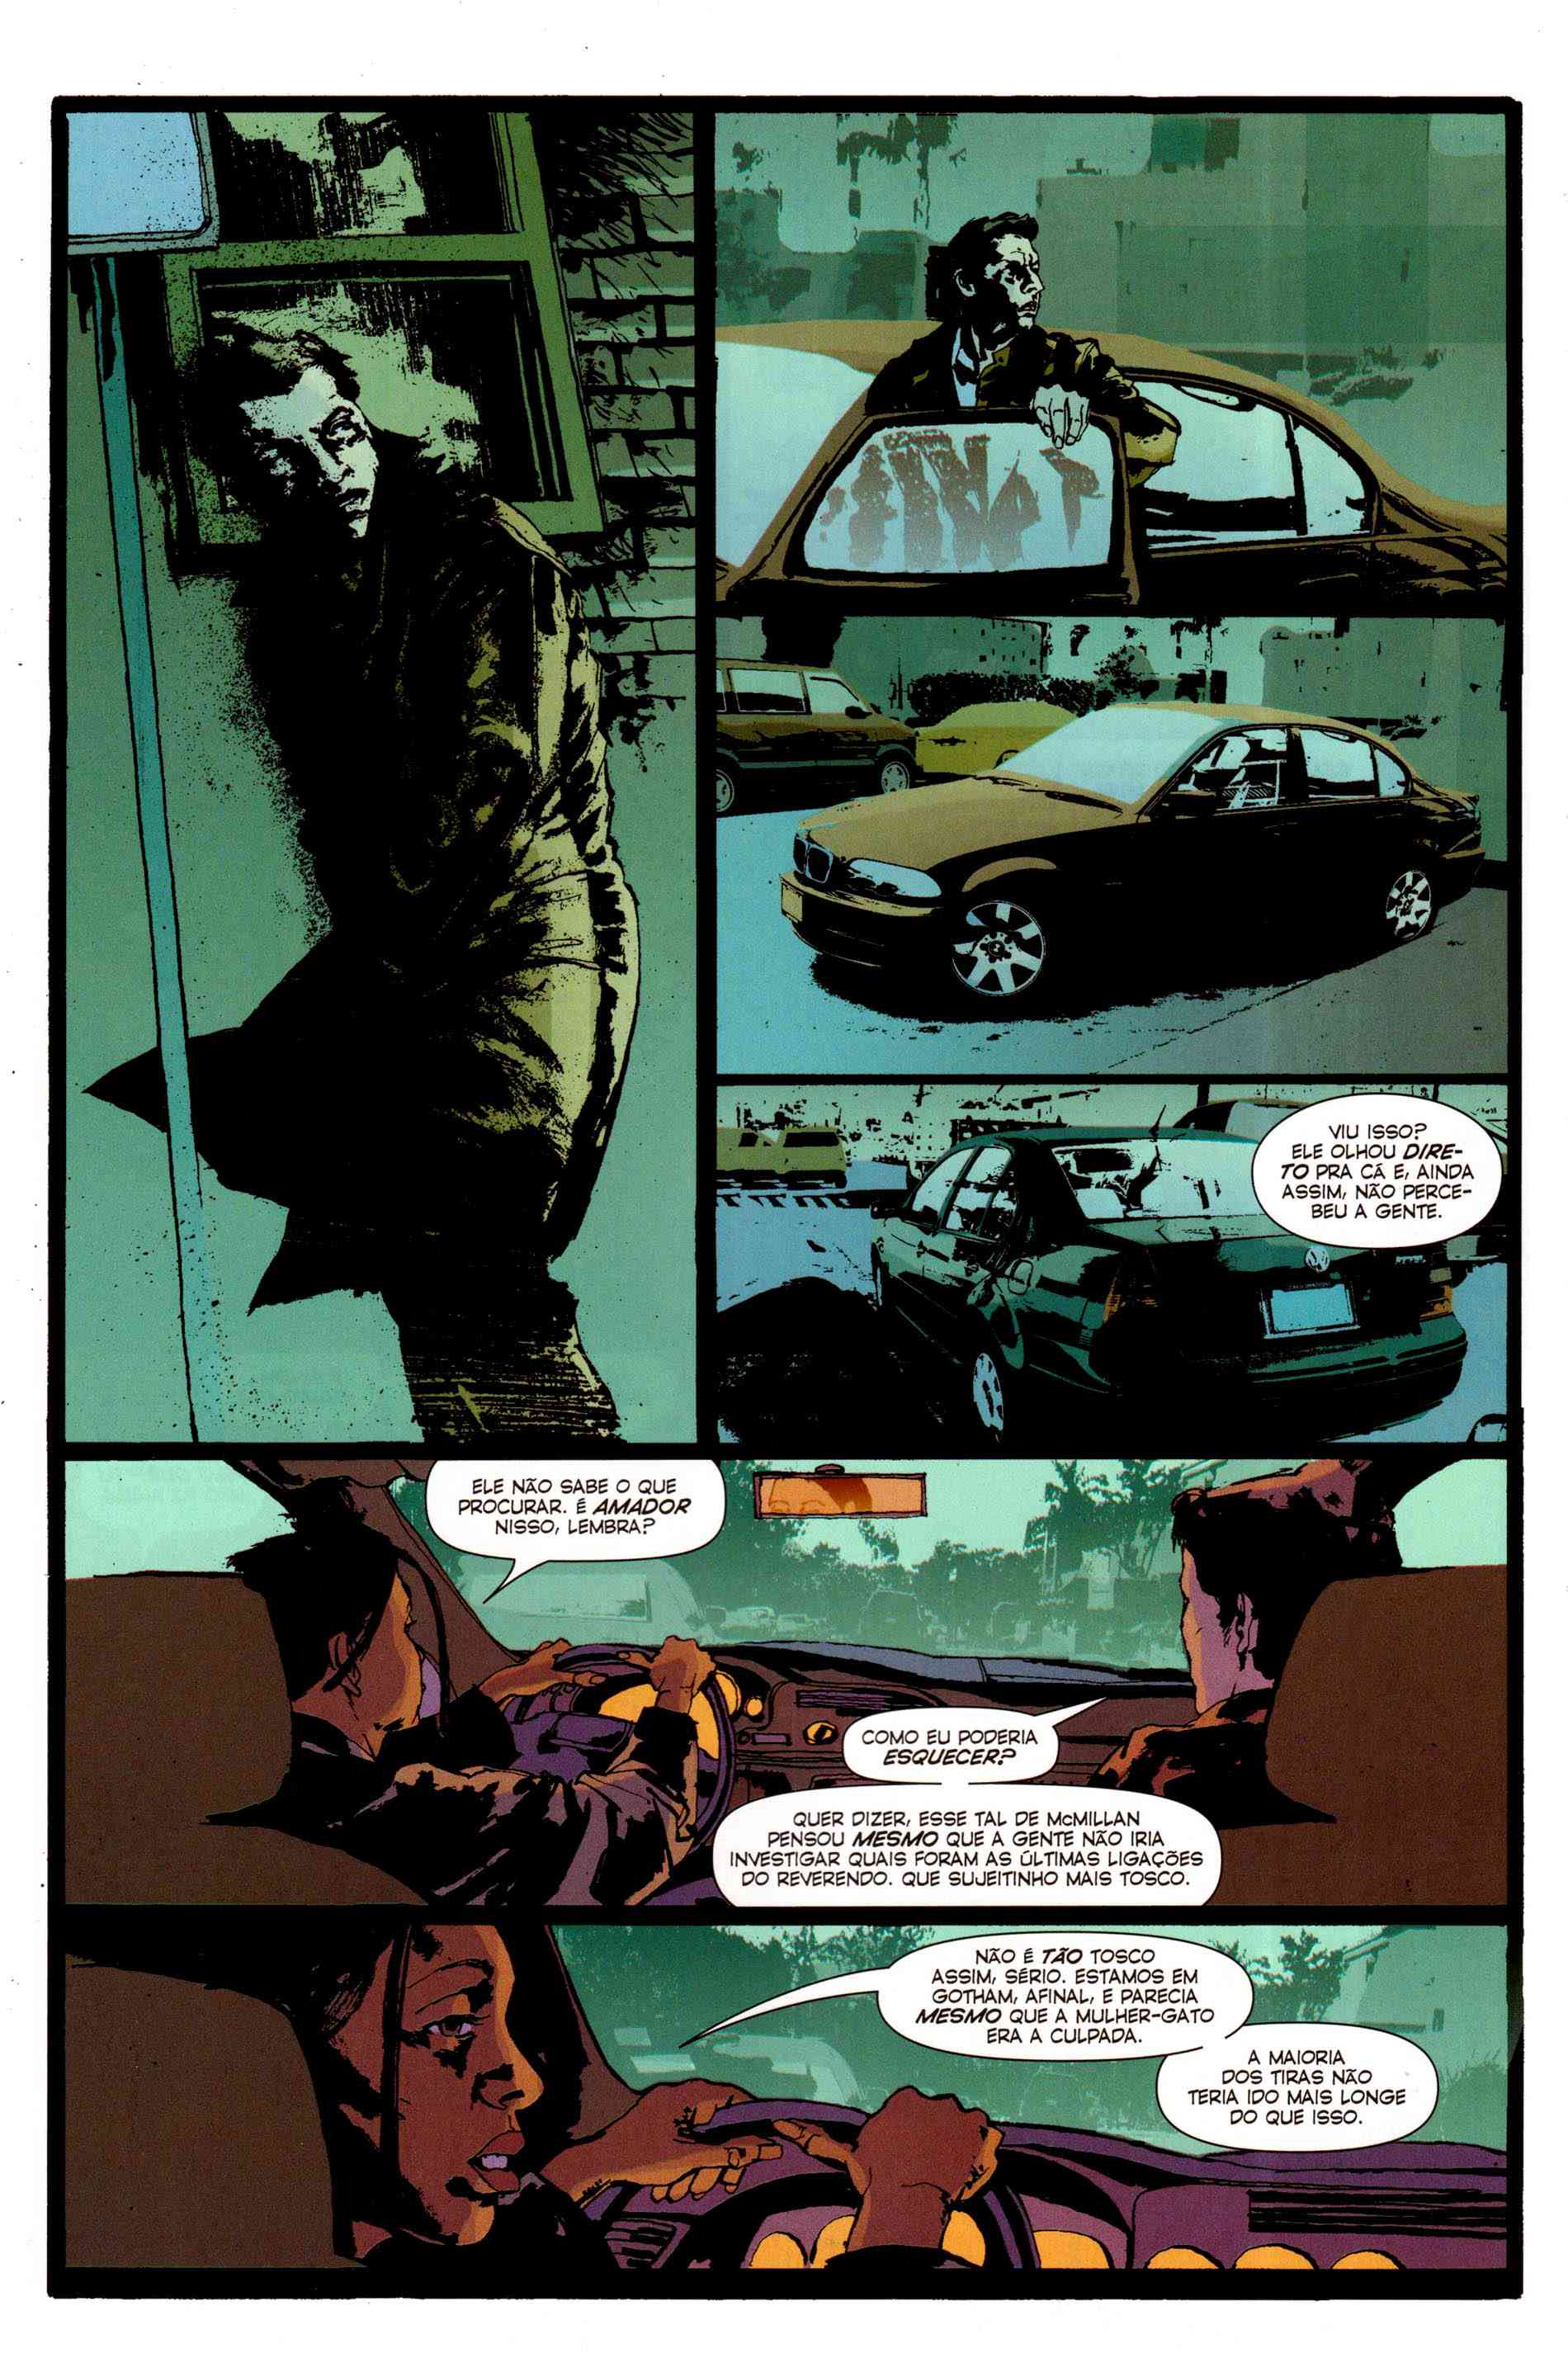 VIU ISSO?
ELE OLHOU DIRE-
TO PRA CÁ E, AINDA
ASSIM, NÃO PERCE-
BEU A GENTE.
ELE NÃO SABE O QUE
PROCURAR. É AMADOR
NISSO, LEMBRA?
COMO EU PODERIA
ESQUECER?
QUER DIZER, ESSE TAL DE McMILLAN
PENSOU MESMO QUE A GENTE NÃO IRIA
INVESTIGAR QUAIS FORAM AS ÚLTIMAS LIGAÇÕES
DO REVERENDO. QUE SUJEITINHO MAIS TOSCO.
NÃO É TÃO TOSCO
ASSIM, SÉRIO. ESTAMOS EM
GOTHAM, AFINAL, E PARECIA
MESMO QUE A MULHER-GATO
ERA A CULPADA.
A MAIORIA
DOS TIRAS NÃO
TERIA IDO MAIS LONGE
DO QUE ISSO.